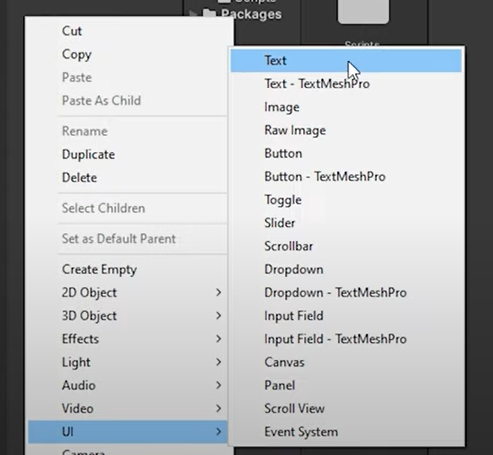 Scripts
Packages
Scripts
Cut
Copy
Paste
Paste As Child
Rename
Duplicate
Delete
Select Children
Set as Default Parent
Create Empty
2D Object
3D Object
Effects
Light
Audio
Video
UI
Camera
Text
Text - TextMeshPro
Image
Raw Image
Button
Button - TextMeshPro
Toggle
Slider
Scrollbar
Dropdown
Dropdown - TextMeshPro
Input Field
Input Field - TextMeshPro
Canvas
Panel
Scroll View
Event System